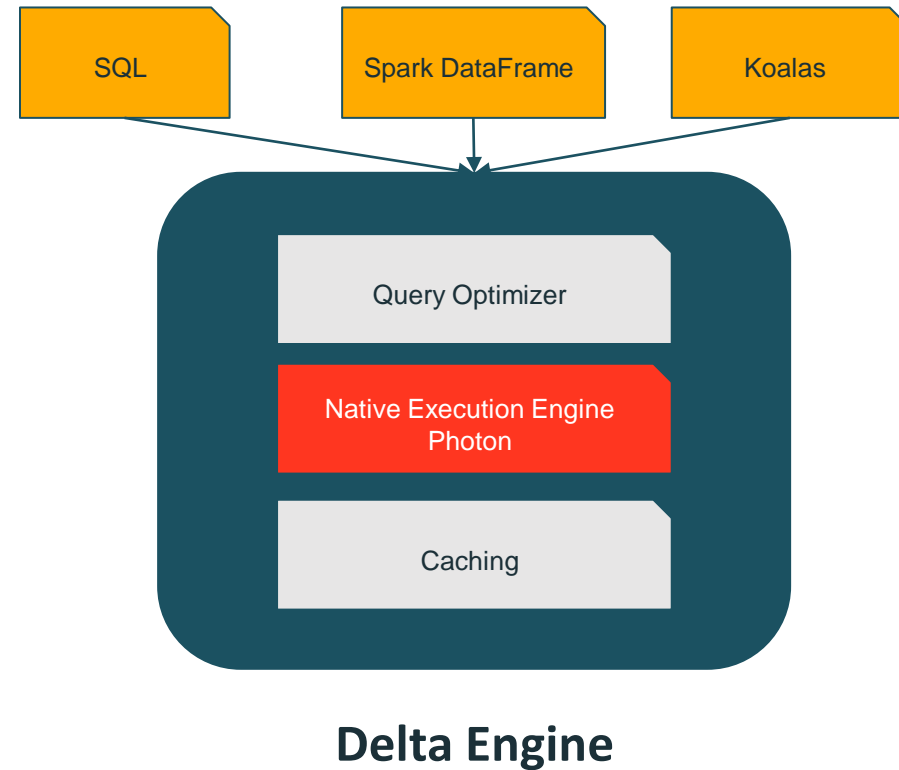 SQL
Spark DataFrame
Koalas
Query Optimizer
Native Execution Engine
Photon
Caching
Delta Engine